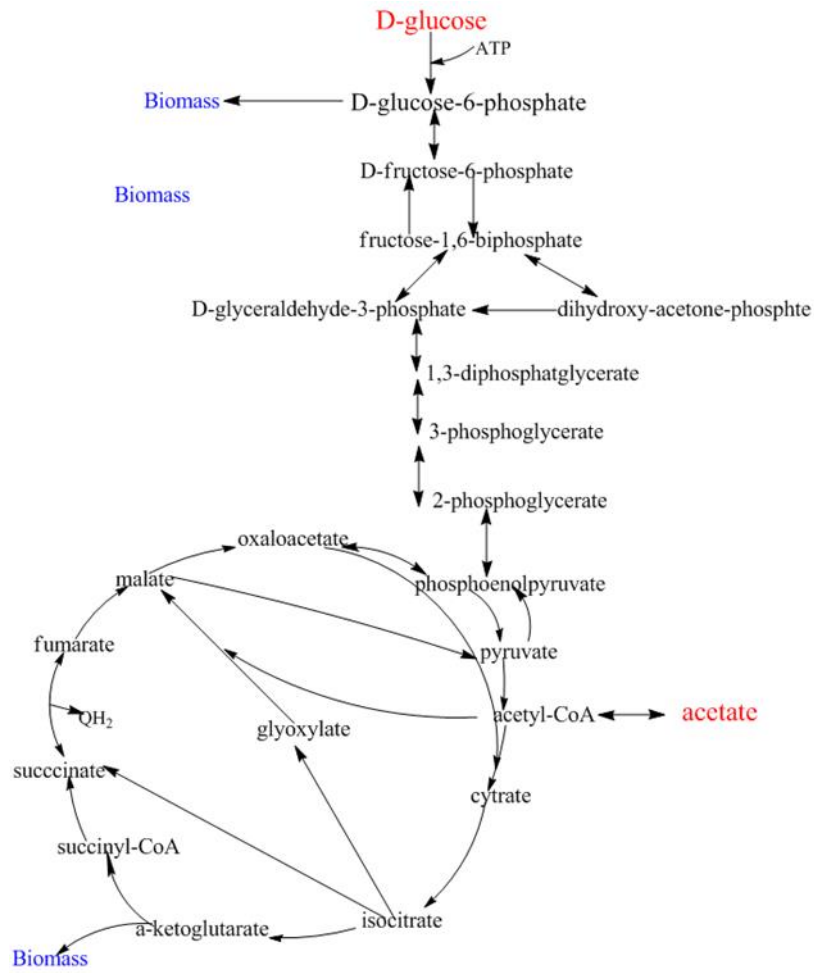 D-glucose
ATP
Biomass
D-glucose-6-phosphate
D-fructose-6-phosphate
Biomass
fructose-1,6-biphosphate
D-glyceraldehyde-3-phosphate
dihydroxy-acetone-phosphte
1,3-diphosphatglycerate
3-phosphoglycerate
2-phosphoglycerate
oxaloacetate
malate
phosphoenolpyruvate
fumarate
pyruvate
QH2
acetyl-CoA
acetate
glyoxylate
succcinate
cytrate
succinyl-CoA
isocitrate
a-ketoglutarate
Biomass